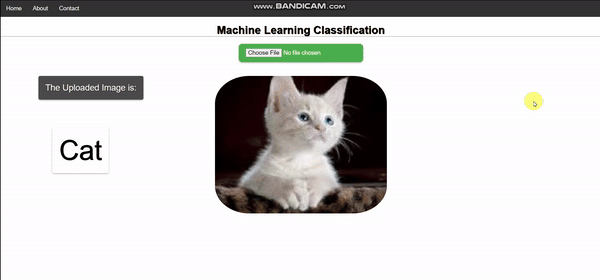 www.BANDICAM.com
Home About Contact
Machine Learning Classification
Choose File No file chosen
The Uploaded Image is:
Cat